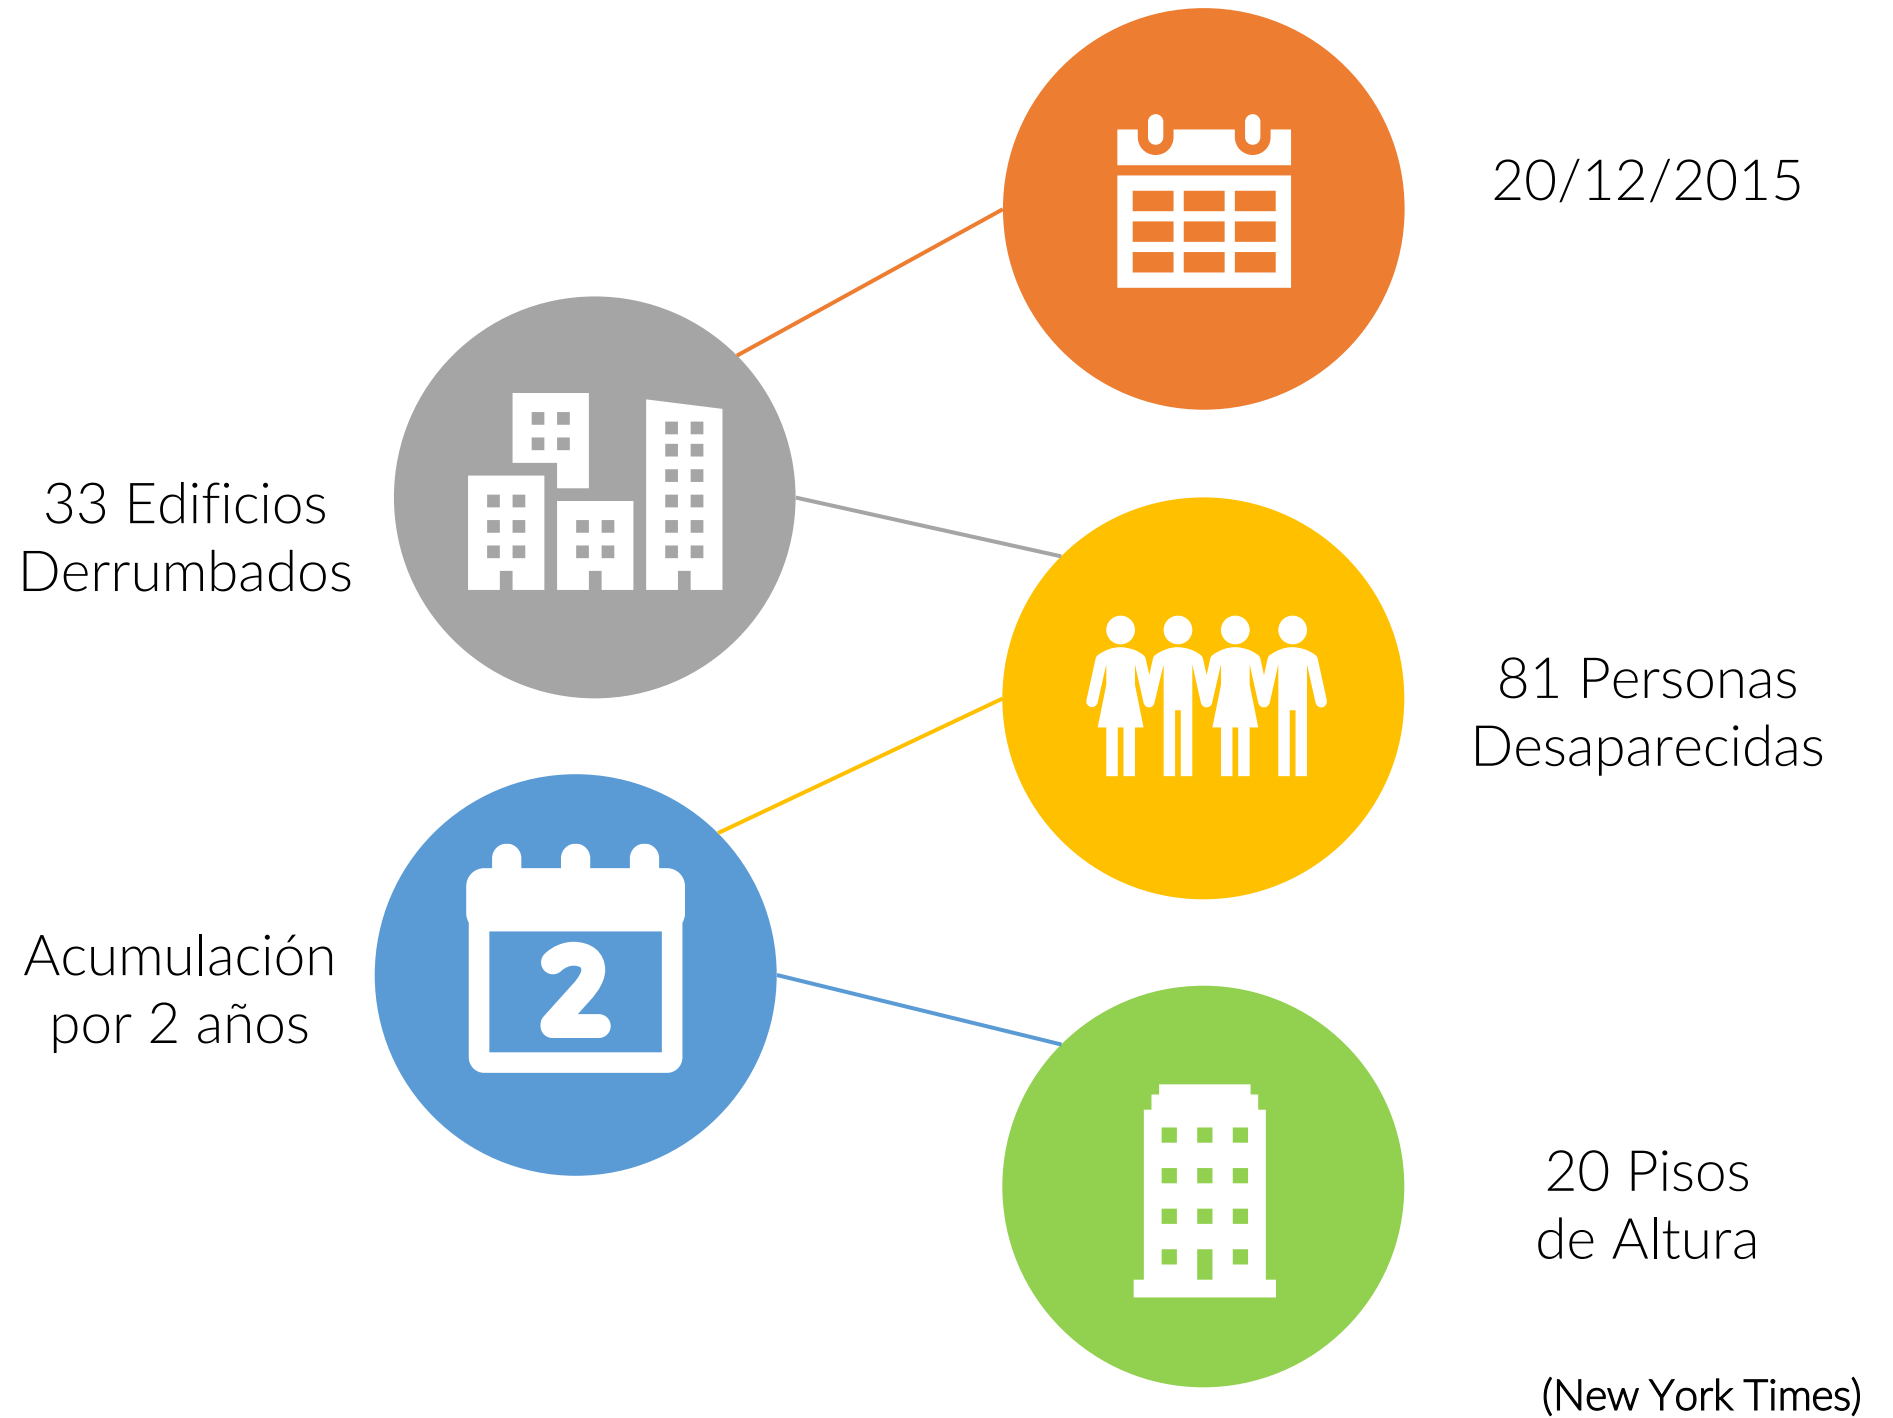 20/12/2015
33 Edificios
Derrumbados
81 Personas
Desaparecidas
2
Acumulación
por 2 años
20 Pisos
de Altura
(New York Times)